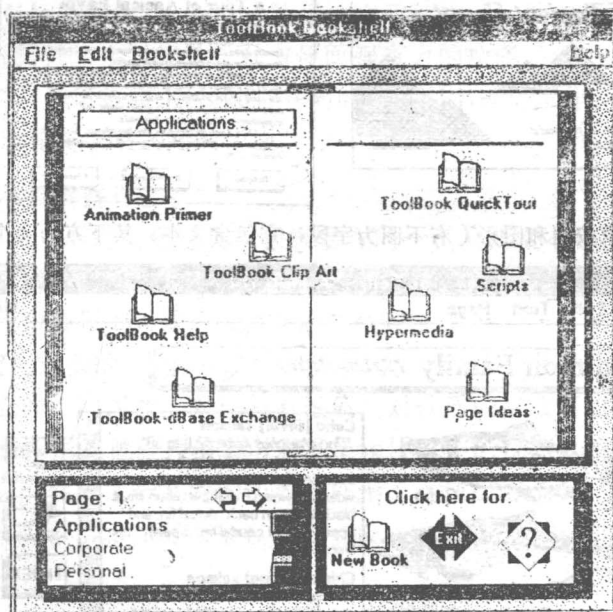 ToolBook Bookshelf
File Edit Bookshelf Help
Applications
Animation Primer
ToolBook QuickTour
ToolBook Clip Art
Scripts
ToolBook Help
Hypermedia
ToolBook-dBase Exchange
Page Ideas
Page 1
Applications
Corporate
Personal
Click here for
New Book
Exit
?